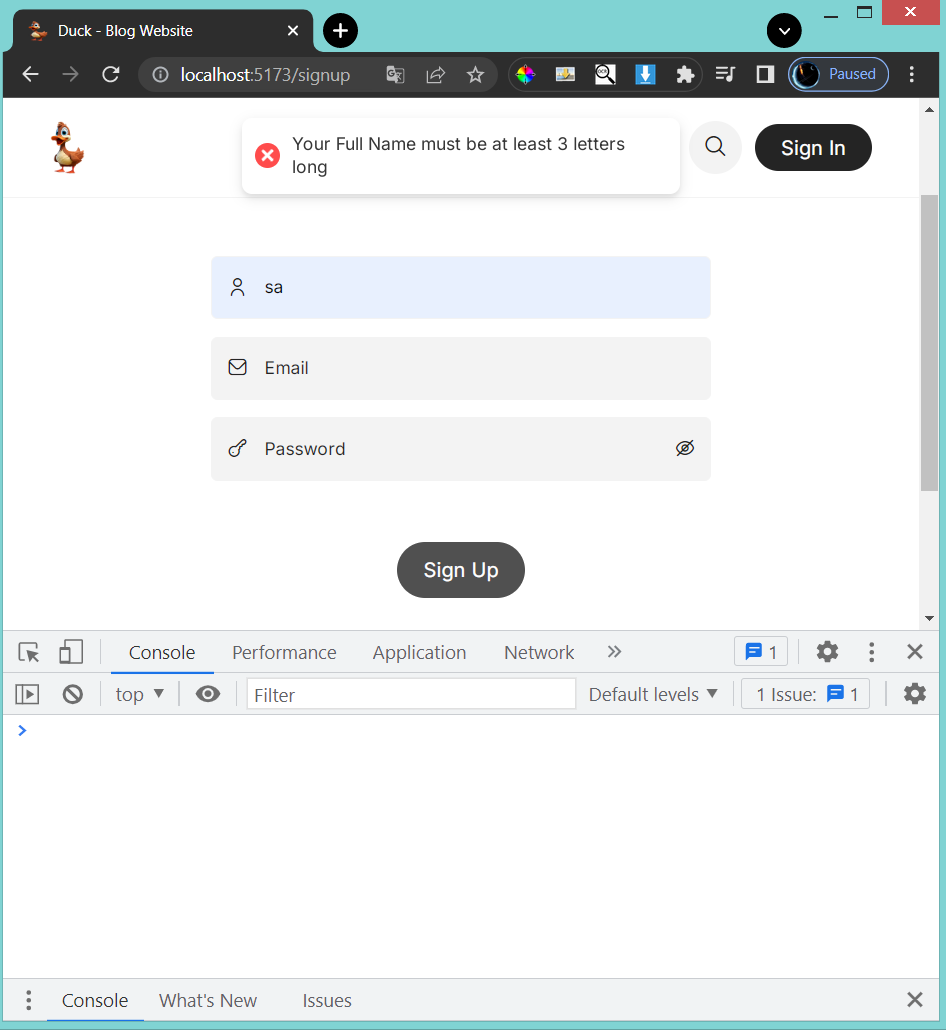 Duck - Blog Website
localhost:5173/signup
Paused
Your Full Name must be at least 3 letters
long
Sign In
sa
Email
Password
Sign Up
Console Performance Application Network 1
top Filter Default levels 1 Issue: 1
Console What's New Issues